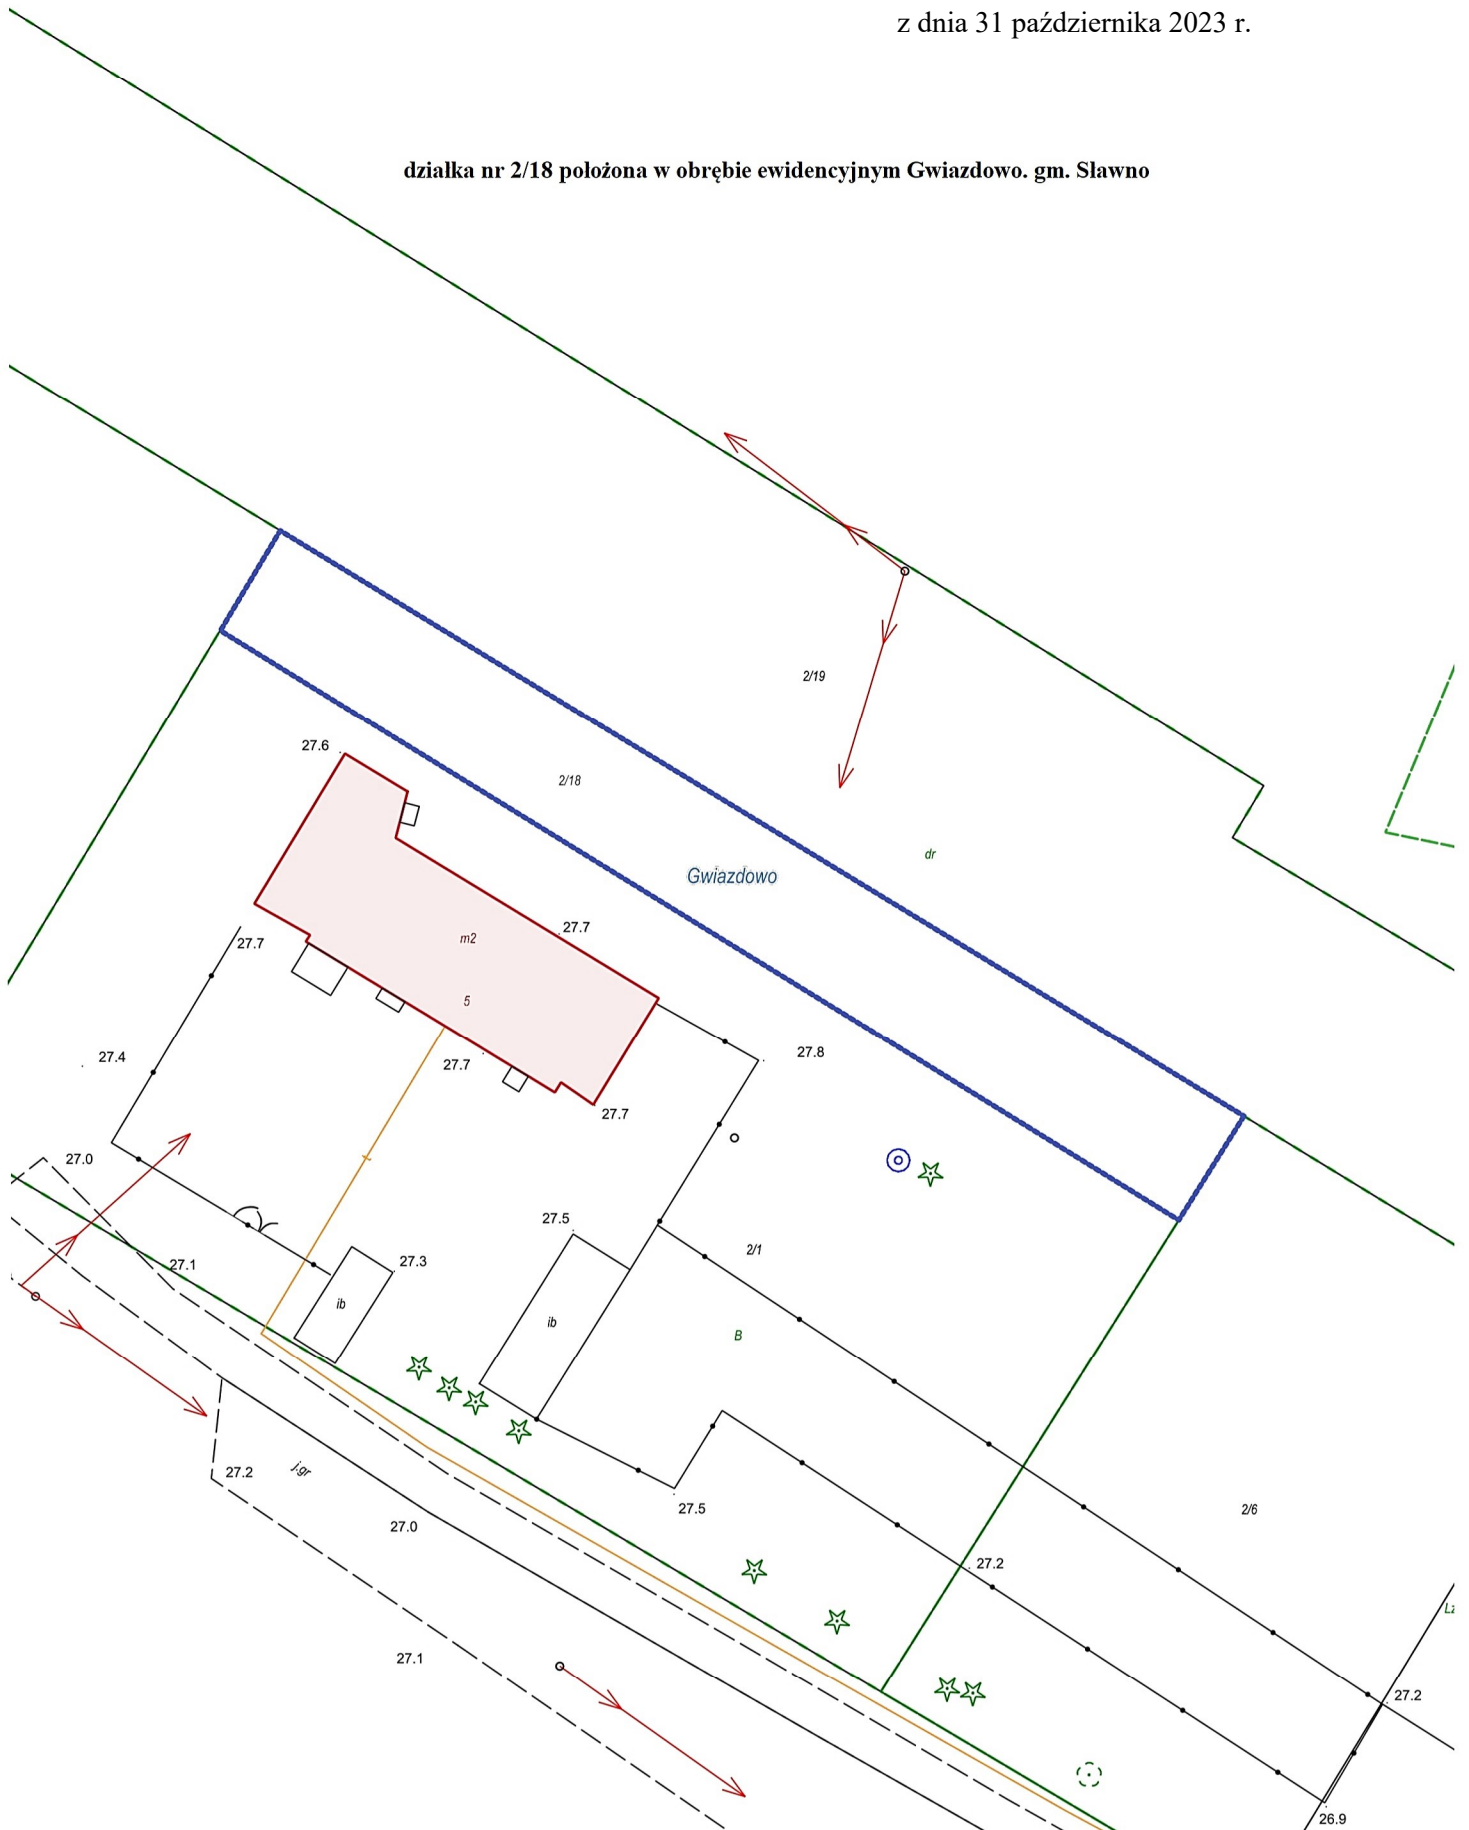 z dnia 31 października 2023 r.
działka nr 2/18 położona w obrębie ewidencyjnym Gwiazdowo. gm. Sławno
2/19
27.6
2/18
dr
Gwiazdowo
27.7
m2
27.7
5
27.8
27.4
27.7
27.7
27.0
27.5
2/1
27.3
27.1
ib
ib
B
27.2
j.gr
27.5
2/6
27.0
27.2
Lz
27.1
27.2
26.9